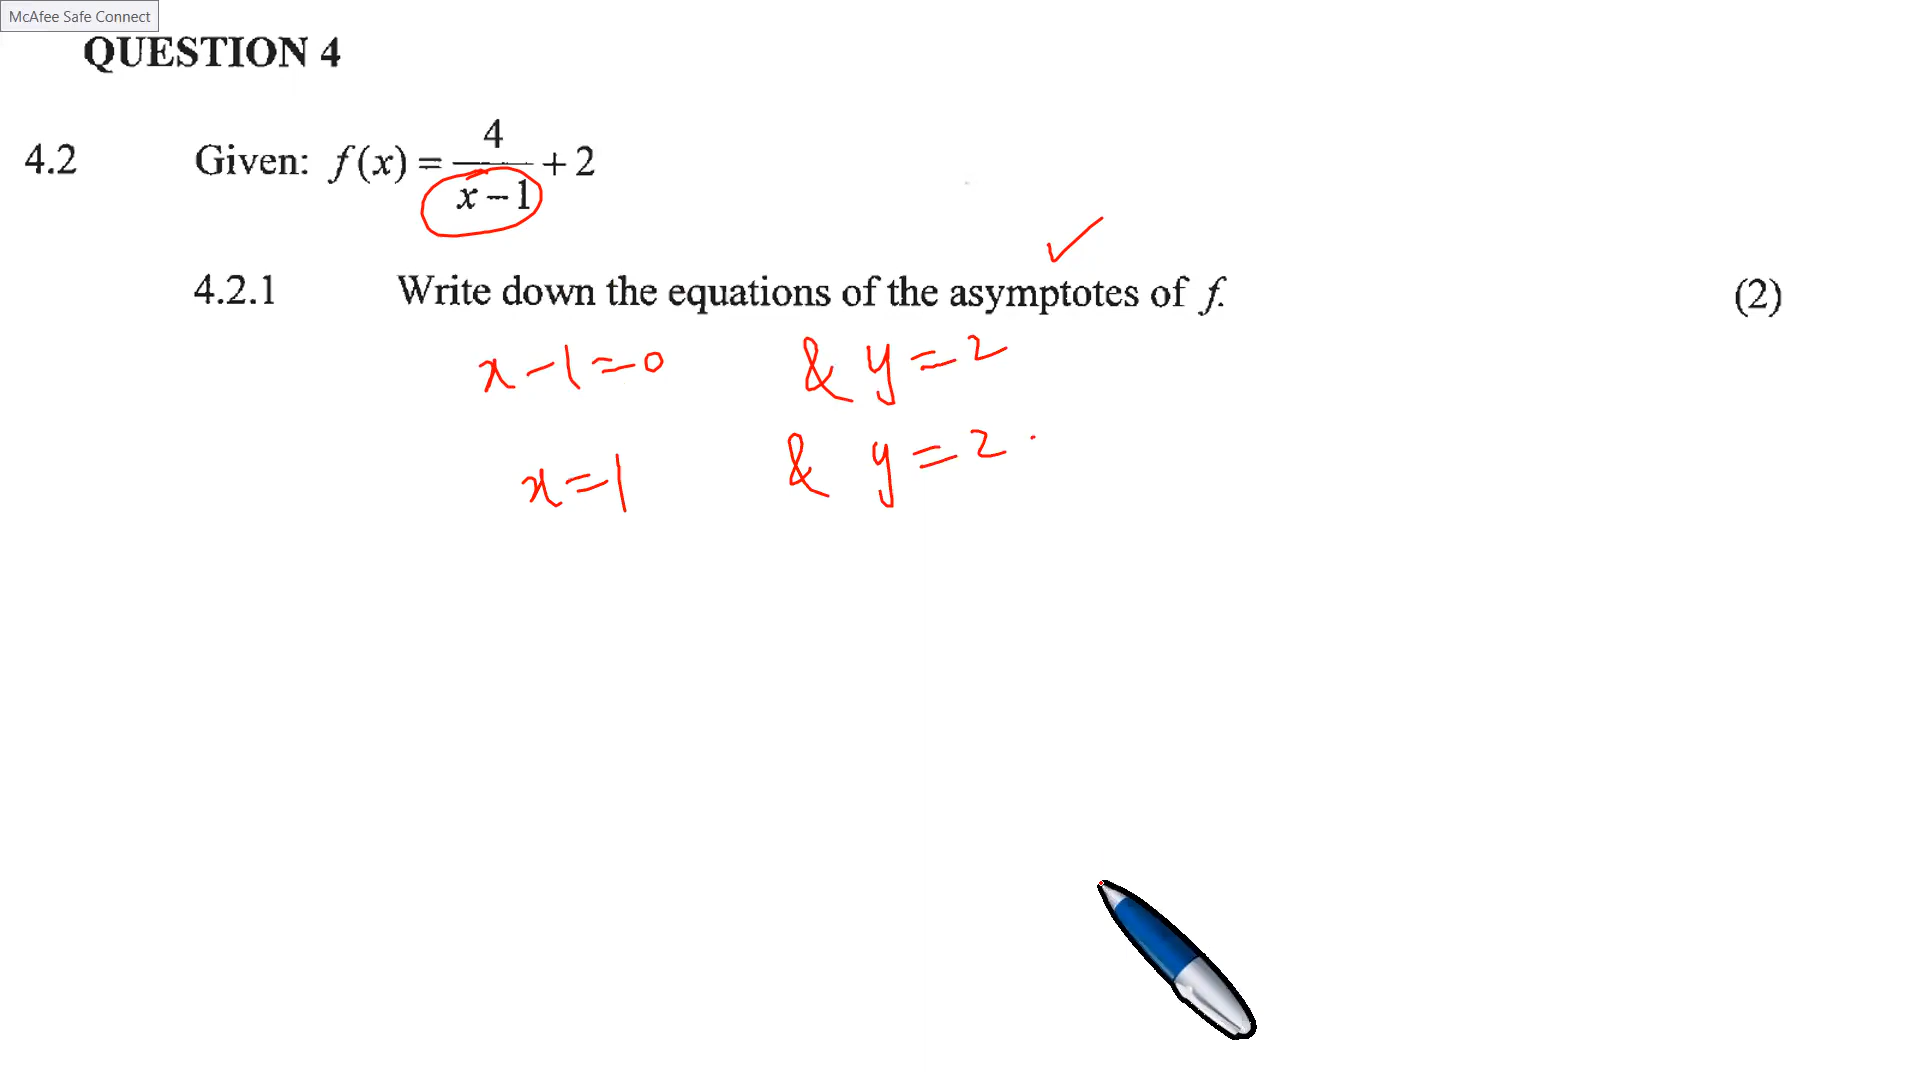 McAfee Safe Connect
QUESTION 4
4.2 Given: f(x) = 4/(x − 1) + 2
4.2.1 Write down the equations of the asymptotes of f. (2)
x − 1 = 0 & y = 2
x = 1 & y = 2 .